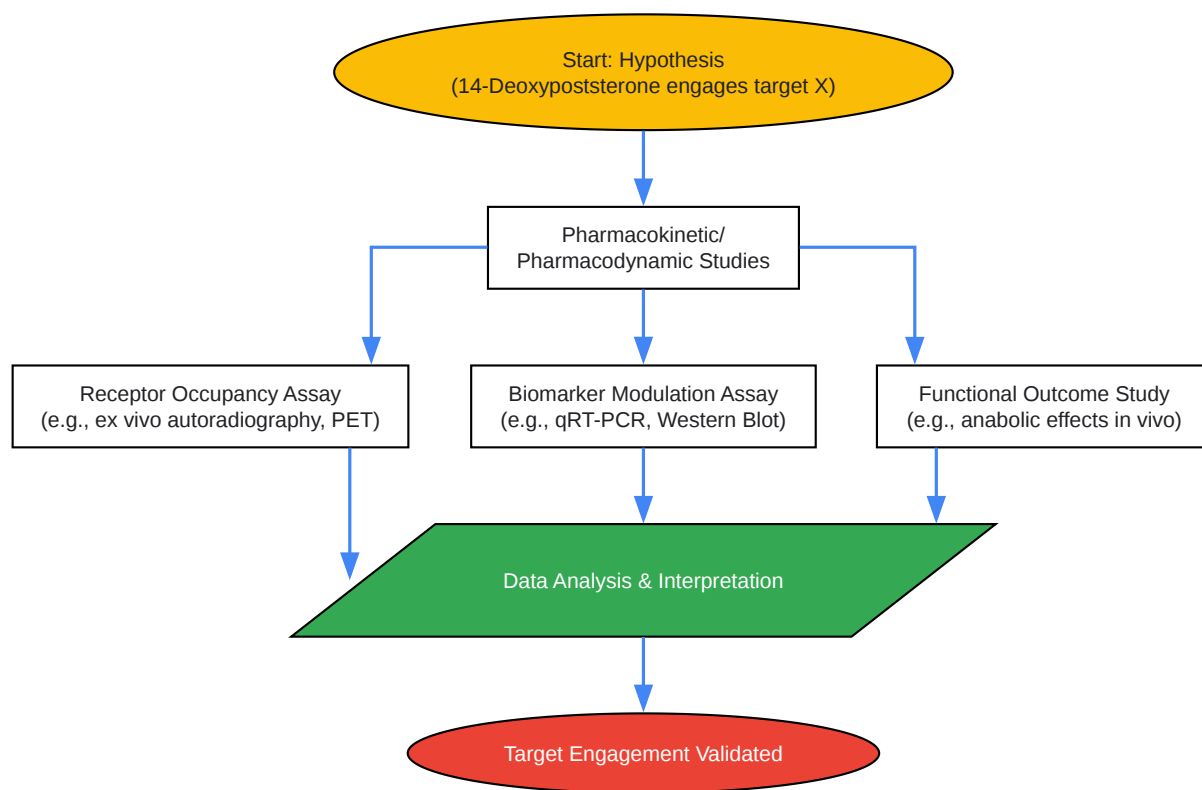 Start: Hypothesis
(14-Deoxypoststerone engages target X)
Pharmacokinetic/
Pharmacodynamic Studies
Receptor Occupancy Assay
(e.g., ex vivo autoradiography, PET)
Biomarker Modulation Assay
(e.g., qRT-PCR, Western Blot)
Functional Outcome Study
(e.g., anabolic effects in vivo)
Data Analysis & Interpretation
Target Engagement Validated